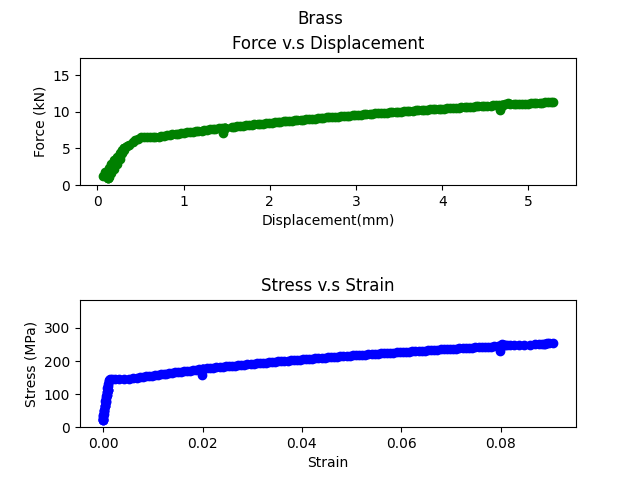 Brass
Force v.s Displacement
Force (kN)
15
10
5
0
0 1 2 3 4 5
Displacement(mm)
Stress v.s Strain
Stress (MPa)
300
200
100
0
0.00 0.02 0.04 0.06 0.08
Strain